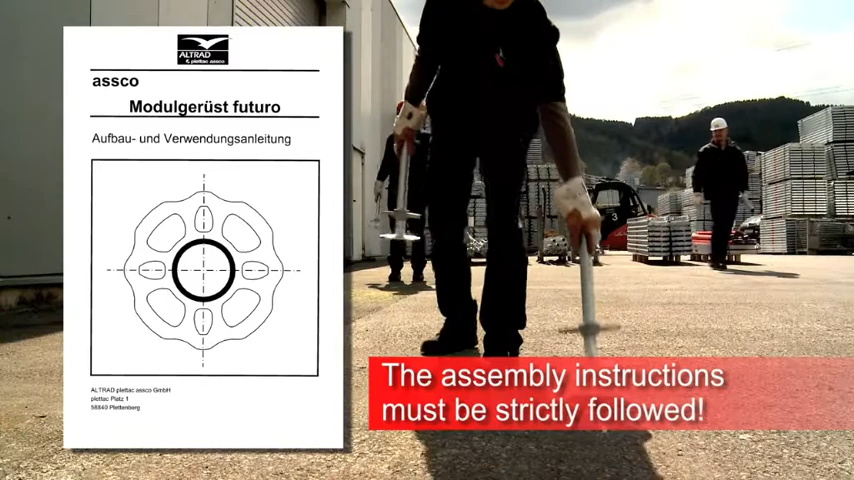 ALTRAD
plettac assco
assco
Modulgerüst futuro
Aufbau- und Verwendungsanleitung
ALTRAD plettac assco GmbH
plettac Platz 1
58840 Plettenberg
3
The assembly instructions
must be strictly followed!